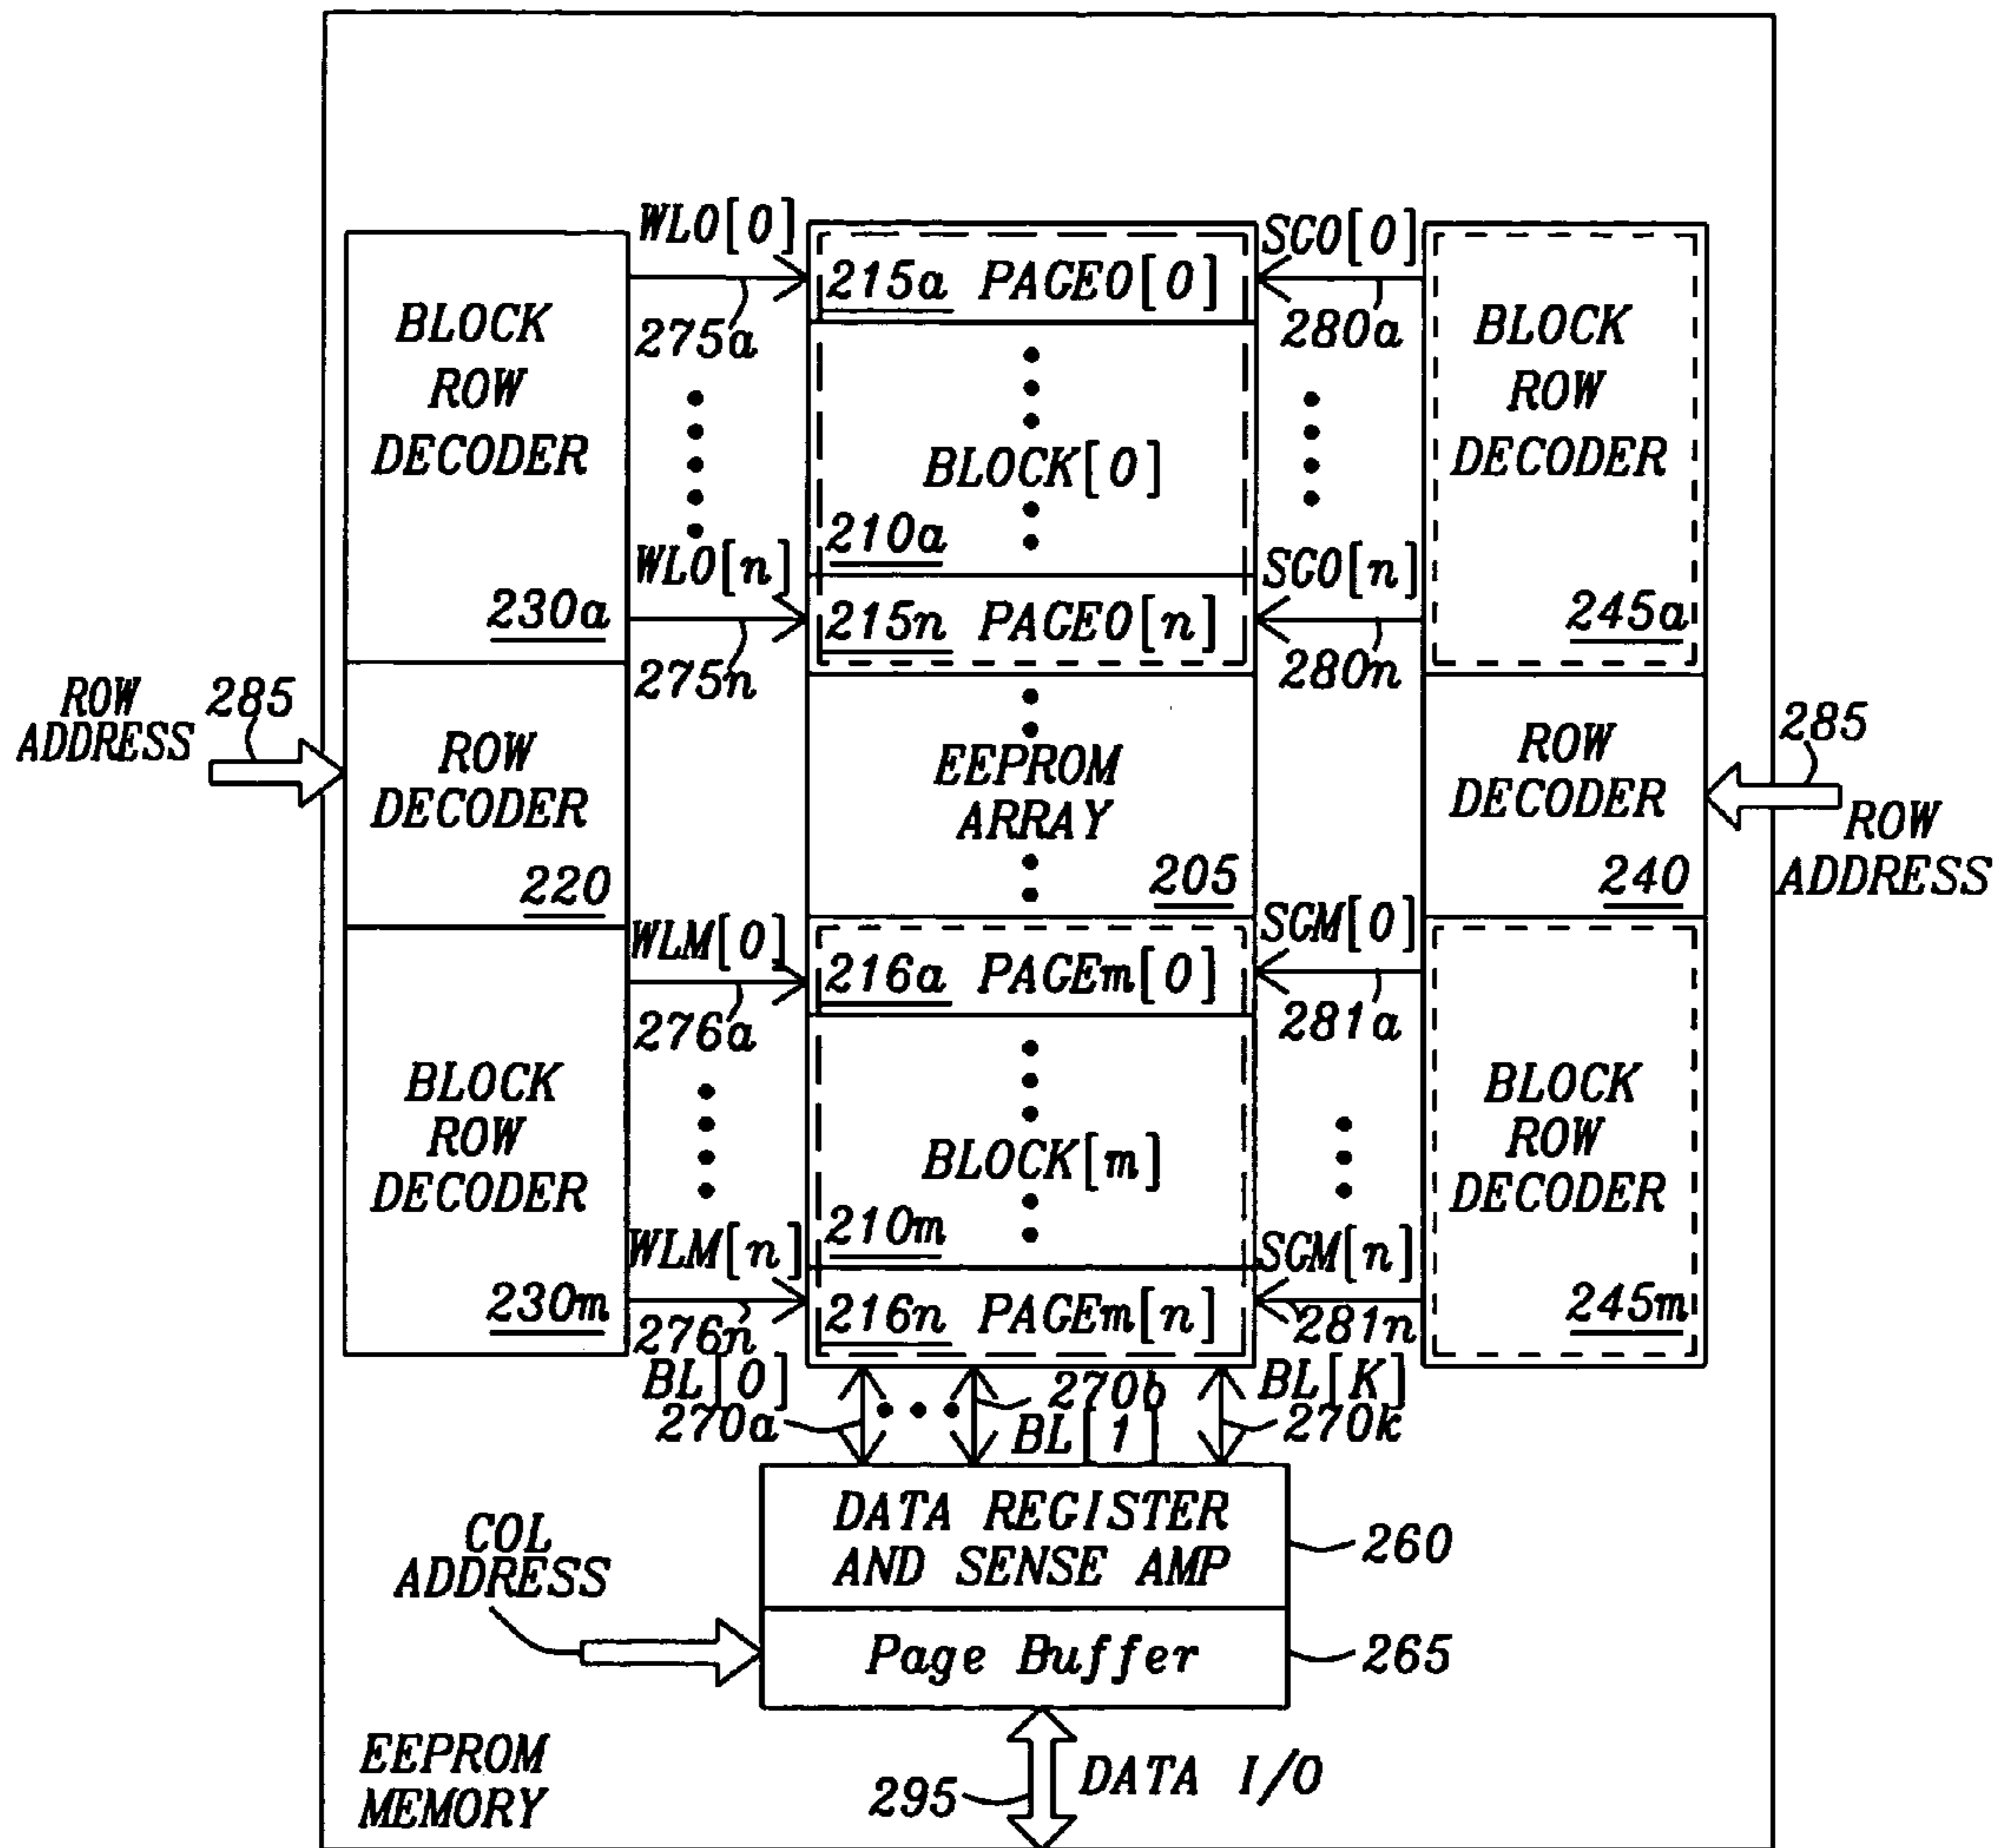 WL0[0]
SG0[0]
215a PAGE0[0]
275a
280a
BLOCK
ROW
DECODER
230a
BLOCK
ROW
DECODER
245a
BLOCK[0]
210a
WL0[n]
SG0[n]
215n PAGE0[n]
275n
280n
ROW
ADDRESS
285
ROW
DECODER
220
EEPROM
ARRAY
205
ROW
DECODER
240
285
ROW
ADDRESS
WLM[0]
SGM[0]
216a PAGEm[0]
276a
281a
BLOCK
ROW
DECODER
230m
BLOCK[m]
210m
BLOCK
ROW
DECODER
245m
WLM[n]
SGM[n]
216n PAGEm[n]
276n
281n
BL[0]
270a
270b
BL[1]
BL[K]
270k
DATA REGISTER
AND SENSE AMP
260
COL
ADDRESS
Page Buffer
265
EEPROM
MEMORY
295
DATA I/O